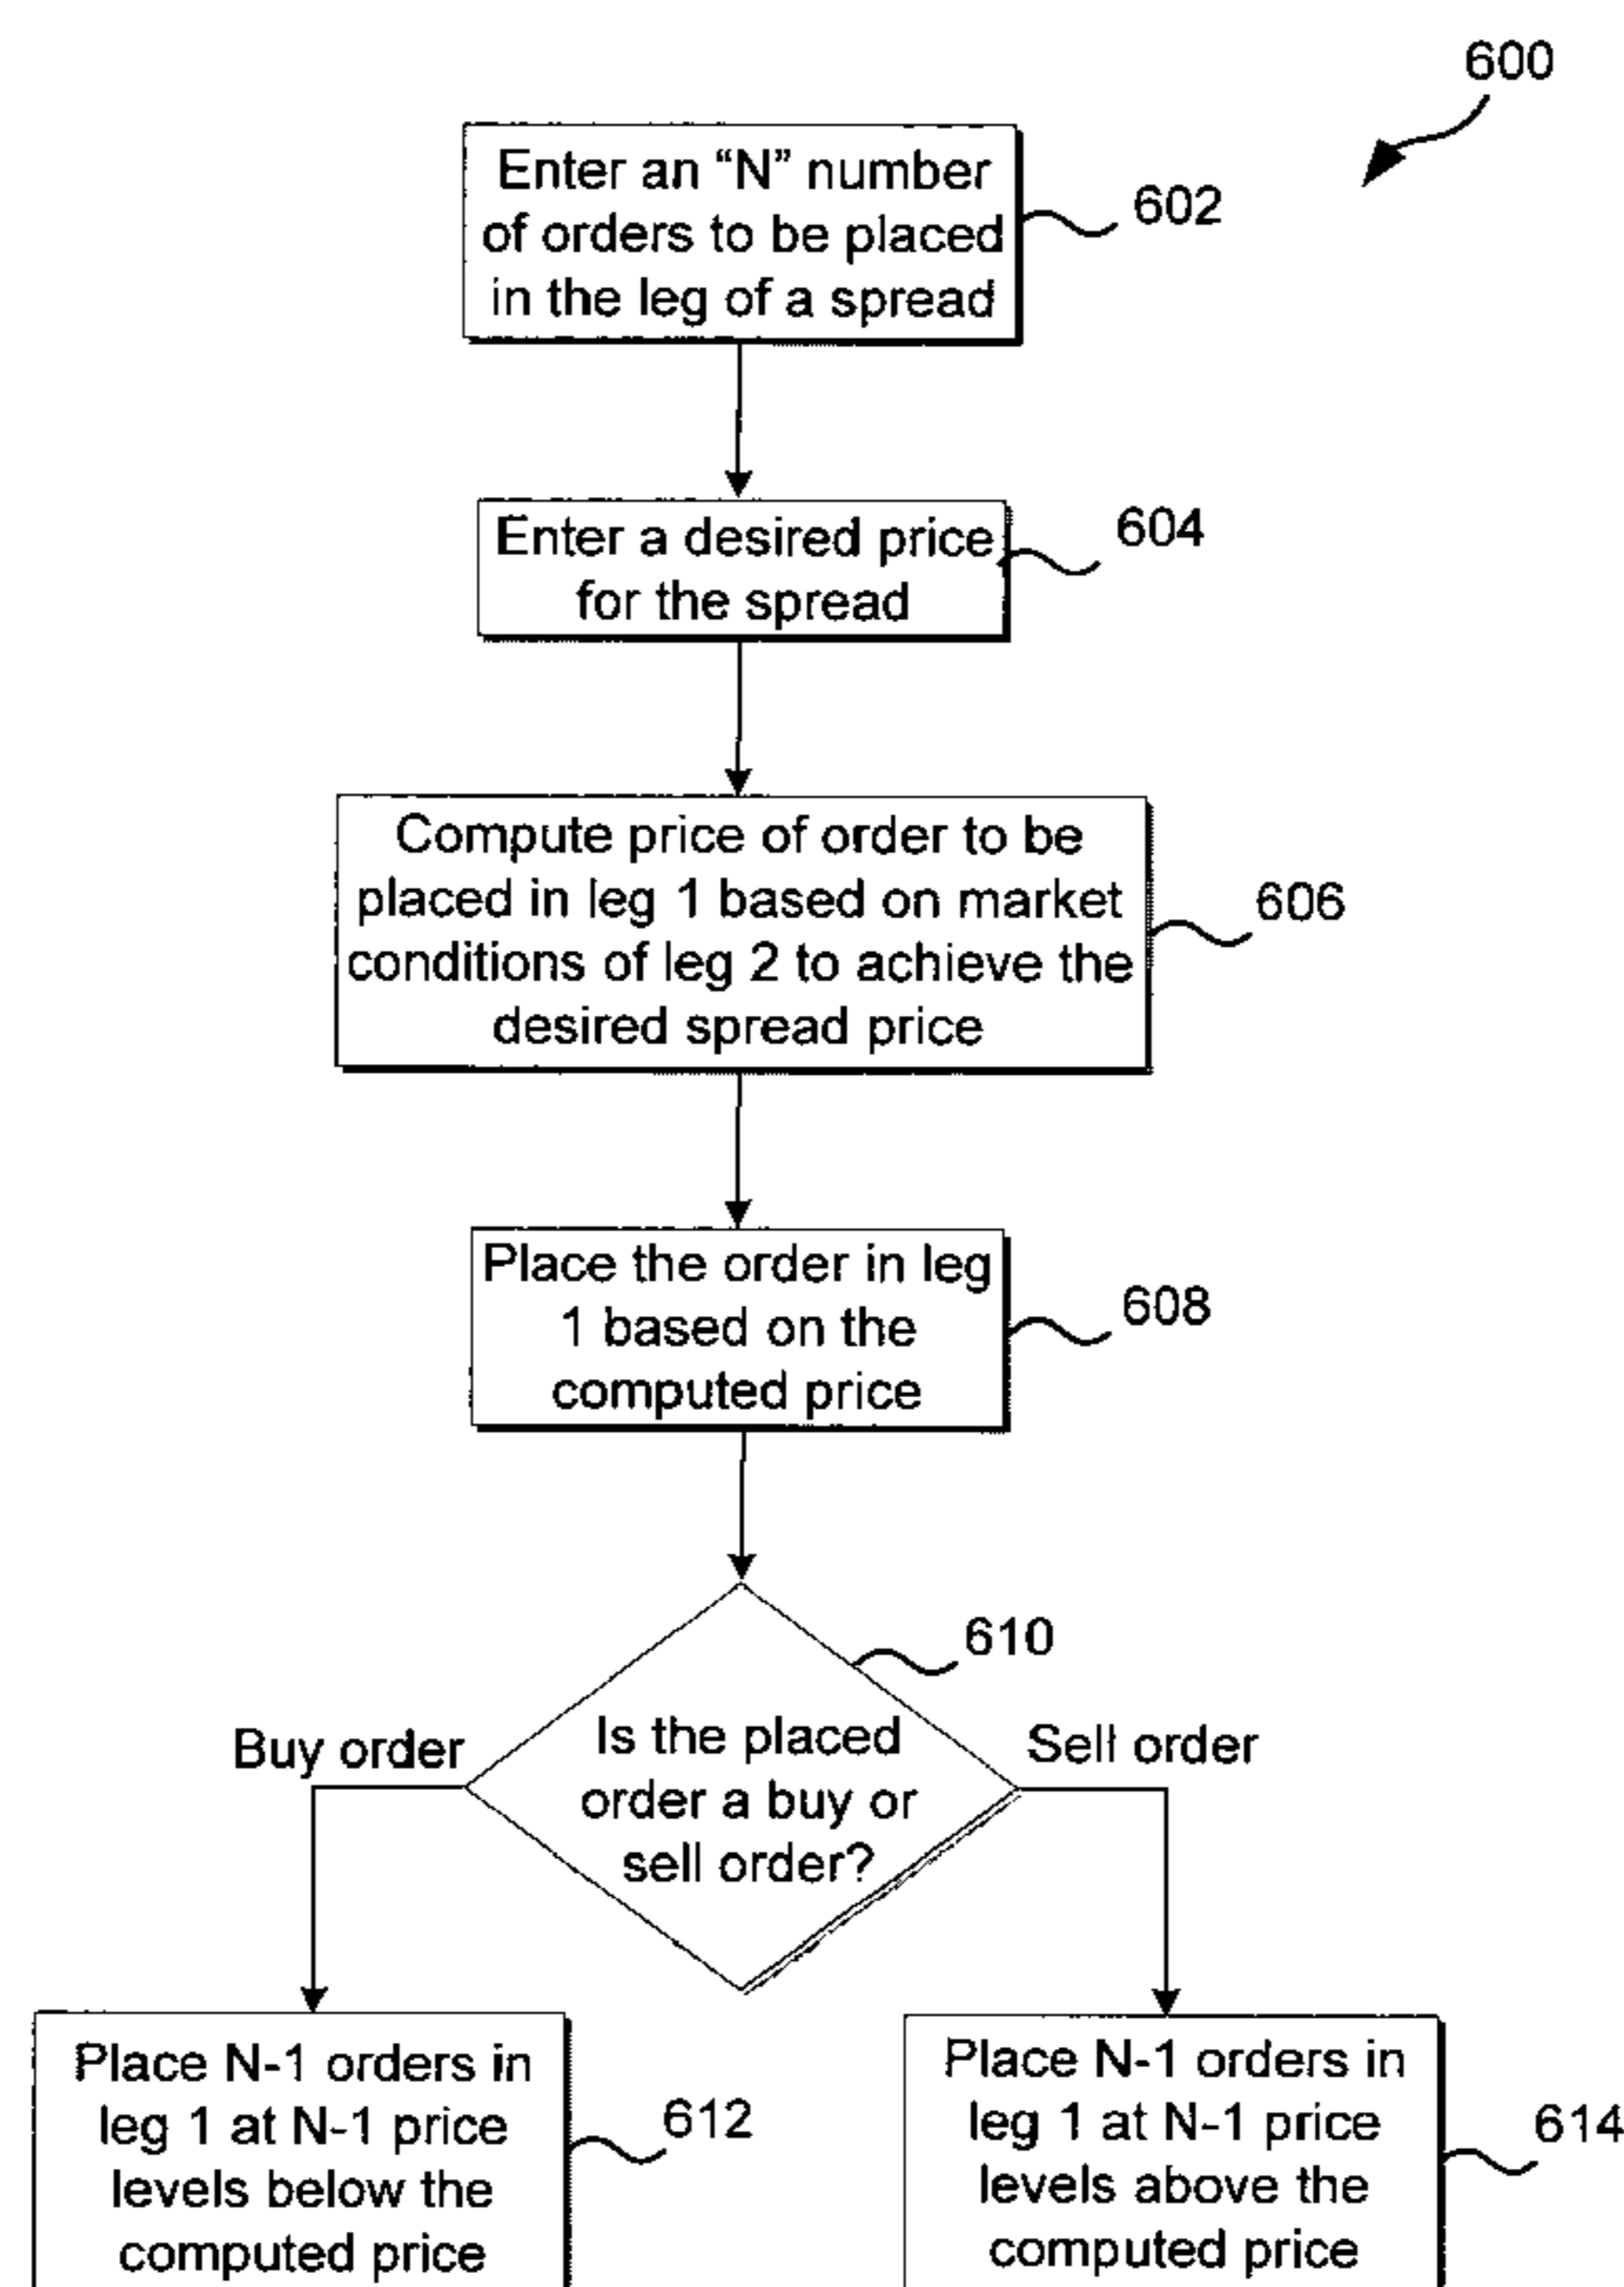 600
Enter an “N” number
of orders to be placed
in the leg of a spread
602
Enter a desired price
for the spread
604
Compute price of order to be
placed in leg 1 based on market
conditions of leg 2 to achieve the
desired spread price
606
Place the order in leg
1 based on the
computed price
608
610
Is the placed
order a buy or
sell order?
Buy order
Sell order
Place N-1 orders in
leg 1 at N-1 price
levels below the
computed price
612
Place N-1 orders in
leg 1 at N-1 price
levels above the
computed price
614